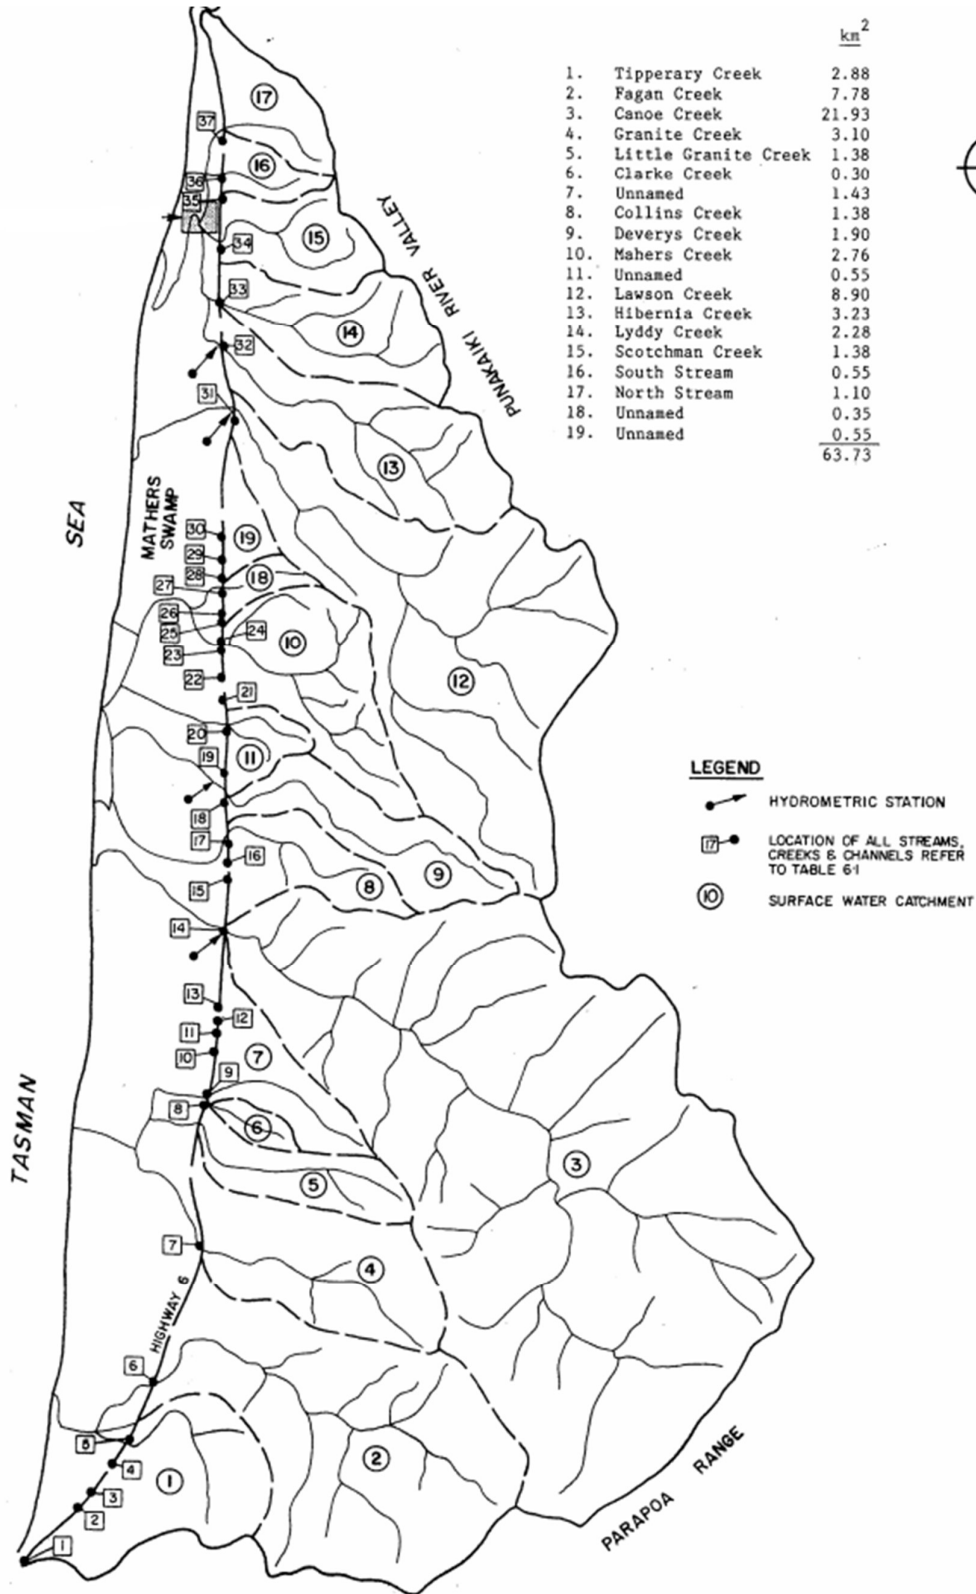 km2
1. Tipperary Creek 2.88
2. Fagan Creek 7.78
3. Canoe Creek 21.93
4. Granite Creek 3.10
5. Little Granite Creek 1.38
6. Clarke Creek 0.30
7. Unnamed 1.43
8. Collins Creek 1.38
9. Deverys Creek 1.90
10. Mahers Creek 2.76
11. Unnamed 0.55
12. Lawson Creek 8.90
13. Hibernia Creek 3.23
14. Lyddy Creek 2.28
15. Scotchman Creek 1.38
16. South Stream 0.55
17. North Stream 1.10
18. Unnamed 0.35
19. Unnamed 0.55
63.73
17
37
16
36
35
15
34
PUNAKAIKI RIVER VALLEY
33
14
32
31
13
SEA
MATHERS
SWAMP
30
19
29
28
18
27
26
25
24
10
23
22
12
21
20
19
11
18
17
16
9
8
15
14
13
12
11
10
7
9
8
6
TASMAN
3
5
7
4
HIGHWAY 6
6
5
4
2
1
3
2
1
PARAPOA RANGE
LEGEND
HYDROMETRIC STATION
17
LOCATION OF ALL STREAMS,
CREEKS & CHANNELS REFER
TO TABLE 6·1
10
SURFACE WATER CATCHMENT